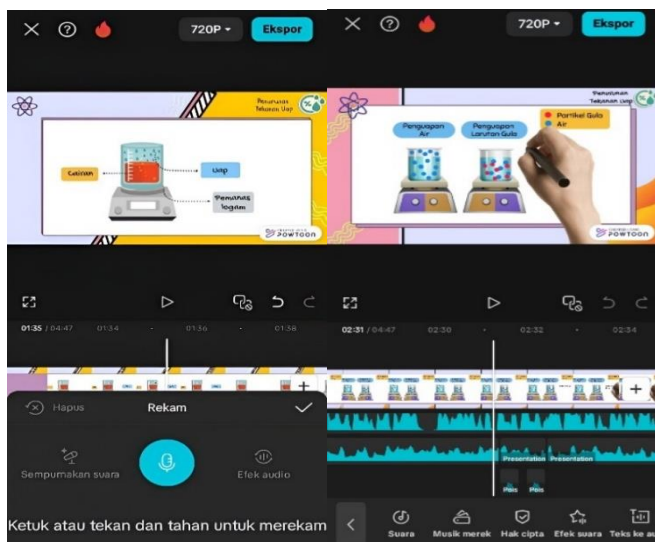 720P
Ekspor
Penurunan
Tekanan Uap
Cairan
Uap
Pemanas
logam
POWTOON
01:35 / 04:47
01:34
01:36
01:38
Hapus
Rekam
Sempurnakan suara
Efek audio
Ketuk atau tekan dan tahan untuk merekam
720P
Ekspor
Penurunan
Tekanan Uap
Penguapan
Air
Penguapan
Larutan Gula
Partikel Gula
Air
POWTOON
02:31 / 04:47
02:30
02:32
02:34
Presentation
Presentation
Suara
Musik merek
Hak cipta
Efek suara
Teks ke au